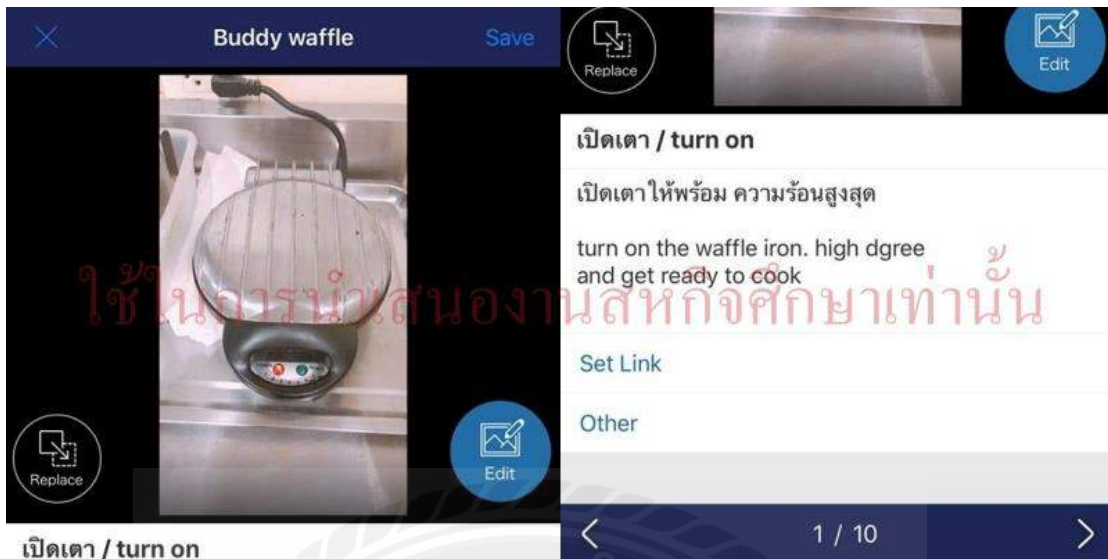 Buddy waffle
Save
Replace
Edit
เปิดเตา / turn on
Replace
Edit
เปิดเตา / turn on
เปิดเตาให้พร้อม ความร้อนสูงสุด
turn on the waffle iron. high dgree
and get ready to cook
ใช้ในการนำเสนองานสหกิจศึกษาเท่านั้น
Set Link
Other
1 / 10